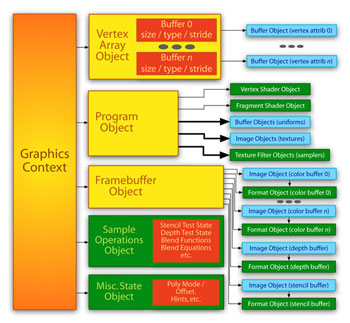 Graphics
Context
Vertex
Array
Object
Buffer 0
size / type / stride
Buffer n
size / type / stride
Buffer Object (vertex attrib 0)
Buffer Object (vertex attrib n)
Program
Object
Vertex Shader Object
Fragment Shader Object
Buffer Objects (uniforms)
Image Objects (textures)
Texture Filter Objects (samplers)
Framebuffer
Object
Image Object (color buffer 0)
Format Object (color buffer 0)
Image Object (color buffer n)
Format Object (color buffer n)
Image Object (depth buffer)
Format Object (depth buffer)
Image Object (stencil buffer)
Format Object (stencil buffer)
Sample
Operations
Object
Stencil Test State
Depth Test State
Blend Functions
Blend Equations
etc.
Misc. State
Object
Poly Mode /
Offset.
Hints, etc.